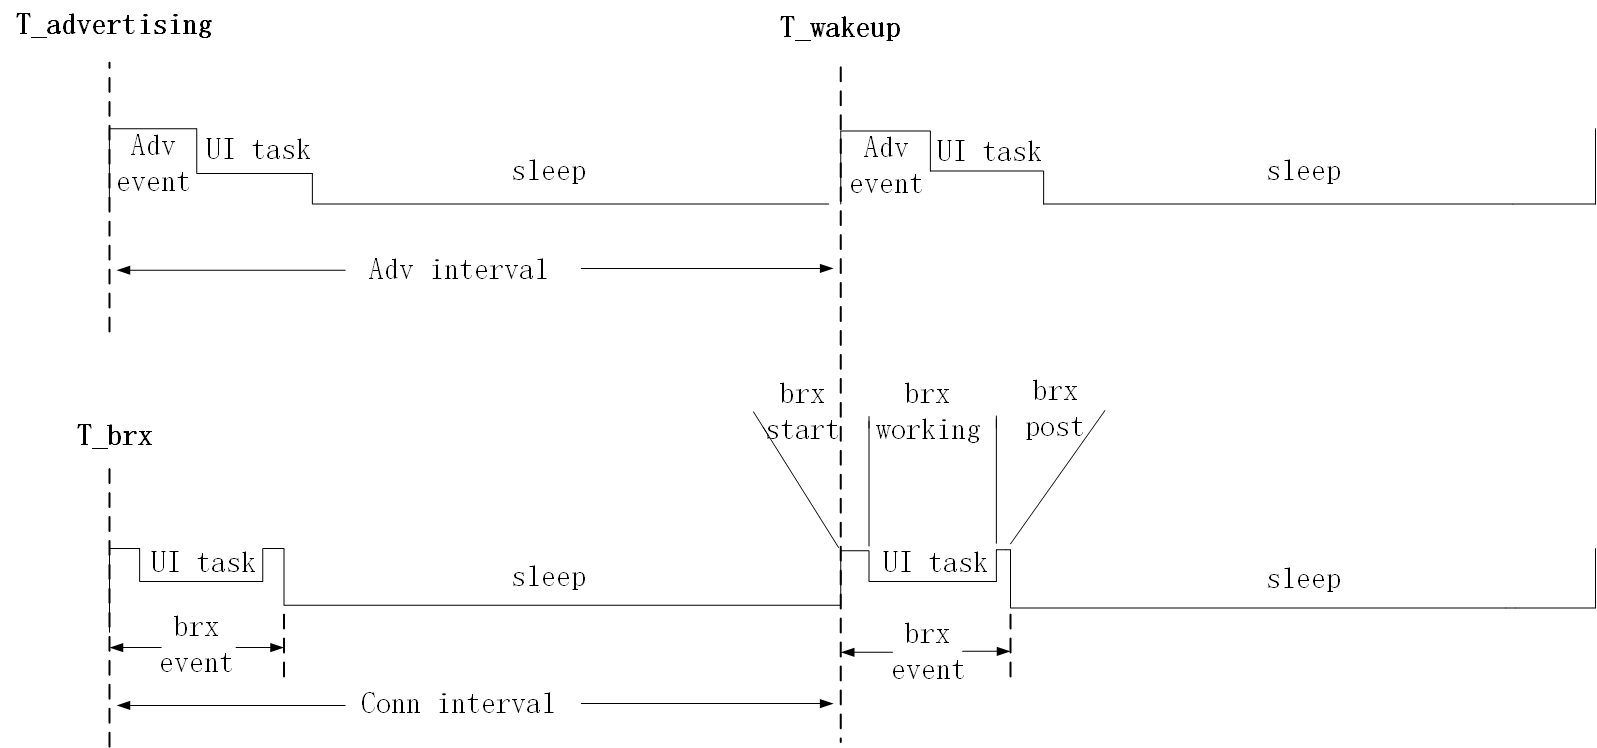 T_advertising
T_wakeup
Adv
event
UI task
sleep
Adv
event
UI task
sleep
Adv interval
brx
start
brx
working
brx
post
T_brx
UI task
sleep
UI task
sleep
brx
event
brx
event
Conn interval